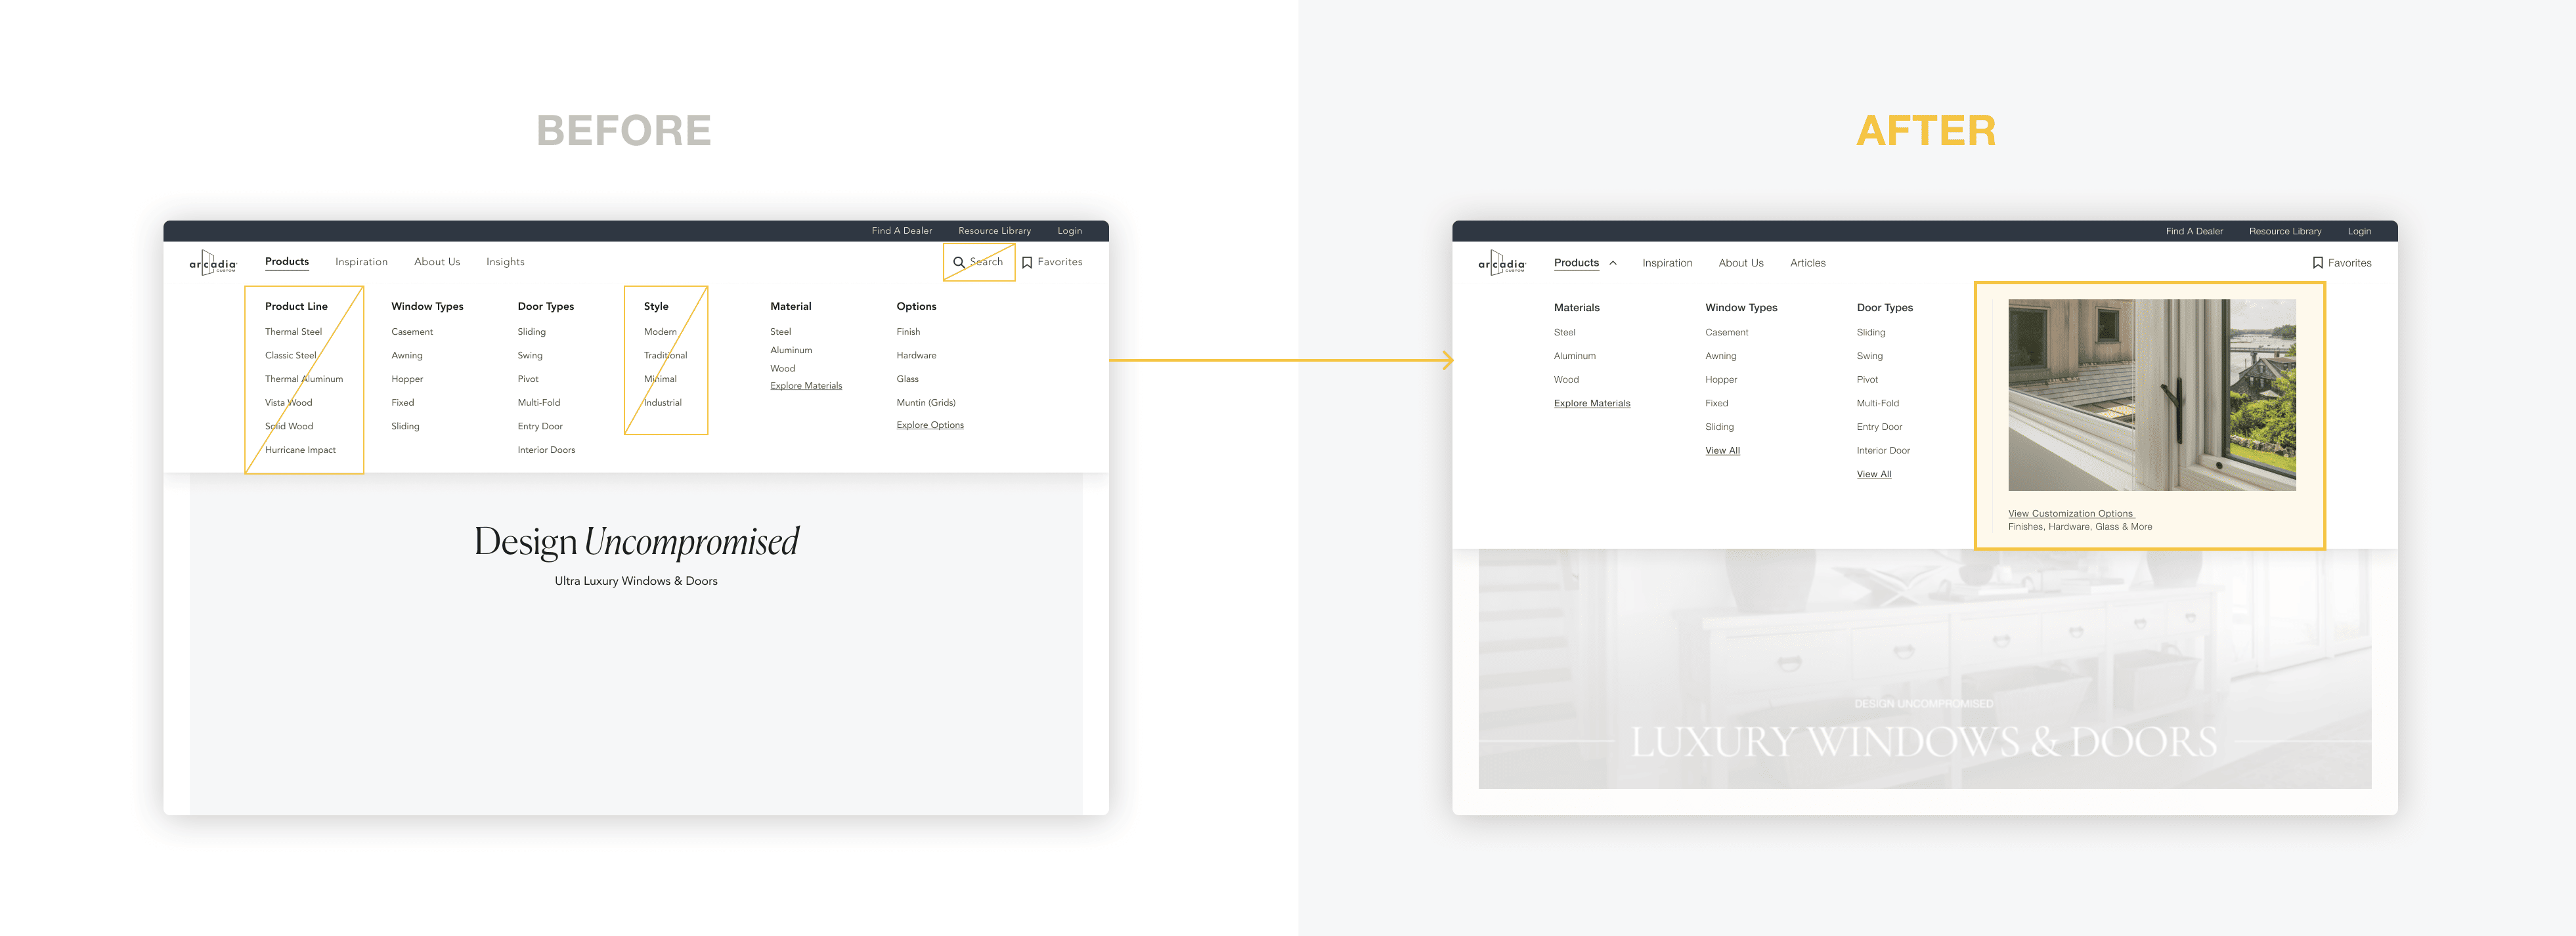 BEFORE
Find A Dealer Resource Library Login
arcadia CUSTOM
Products Inspiration About Us Insights
Search Favorites
Product Line
Thermal Steel
Classic Steel
Thermal Aluminum
Vista Wood
Solid Wood
Hurricane Impact
Window Types
Casement
Awning
Hopper
Fixed
Sliding
Door Types
Sliding
Swing
Pivot
Multi-Fold
Entry Door
Interior Doors
Style
Modern
Traditional
Minimal
Industrial
Material
Steel
Aluminum
Wood
Explore Materials
Options
Finish
Hardware
Glass
Muntin (Grids)
Explore Options
Design Uncompromised
Ultra Luxury Windows & Doors
AFTER
Find A Dealer Resource Library Login
arcadia CUSTOM
Products Inspiration About Us Articles
Favorites
Materials
Steel
Aluminum
Wood
Explore Materials
Window Types
Casement
Awning
Hopper
Fixed
Sliding
View All
Door Types
Sliding
Swing
Pivot
Multi-Fold
Entry Door
Interior Door
View All
View Customization Options
Finishes, Hardware, Glass & More
DESIGN UNCOMPROMISED
LUXURY WINDOWS & DOORS